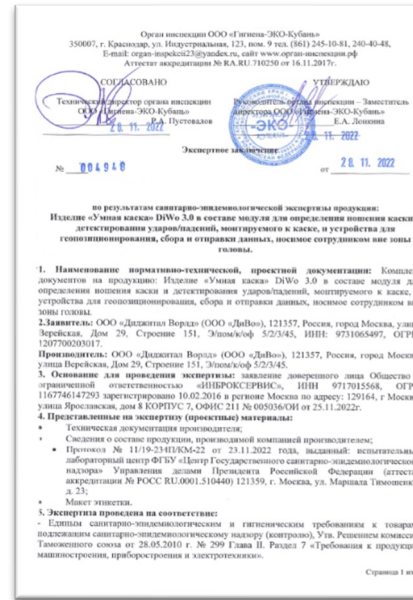 Орган инспекции ООО «Гигиена-ЭКО-Кубань»
350007, г. Краснодар, ул. Индустриальная, 123, пом. 9 тел. (861) 245-10-81, 240-40-48,
E-mail: organ-inspekcii23@yandex.ru, сайт www.орган-инспекции.рф
Аттестат аккредитации № RA.RU.710250 от 16.11.2017г.
СОГЛАСОВАНО
УТВЕРЖДАЮ
Технический директор органа инспекции
ООО «Гигиена-ЭКО-Кубань»
Р.А. Пустовалов
28. 11. 2022
Руководитель органа инспекции – Заместитель
директора ООО «Гигиена-ЭКО-Кубань»
Е.А. Лонкина
28. 11. 2022
«ЭКО-
Экспертное заключение
№ 004940
от
по результатам санитарно-эпидемиологической экспертизы продукции:
Изделие «Умная каска» DiWo 3.0 в составе модуля для определения ношения каски
детектирования ударов/падений, монтируемого к каске, и устройства для
геопозиционирования, сбора и отправки данных, носимое сотрудником вне зоны
головы.
1. Наименование нормативно-технической, проектной документации: Комплек
документов на продукцию: Изделие «Умная каска» DiWo 3.0 в составе модуля дл
определения ношения каски и детектирования ударов/падений, монтируемого к каске,
устройства для геопозиционирования, сбора и отправки данных, носимое сотрудником вн
зоны головы.
2.Заявитель: ООО «Диджитал Ворлд» (ООО «ДиВо»), 121357, Россия, город Москва, улиц
Верейская, Дом 29, Строение 151, Э/пом/к/оф 5/2/3/45, ИНН: 9731065497, ОГРН
1207700203017.
Производитель: ООО «Диджитал Ворлд» (ООО «ДиВо»), 121357, Россия, город Москва
улица Верейская, Дом 29, Строение 151, Э/пом/к/оф 5/2/3/45.
3. Основание для проведения экспертизы: заявление доверенного лица Общество
ограниченной ответственностью «ИНБРОКСЕРВИС», ИНН 9717015568, ОГР
1167746147293 зарегистрировано 10.02.2016 в регионе Москва по адресу: 129164, г Москв
улица Ярославская, дом 8 КОРПУС 7, ОФИС 211 № 005036/ОИ от 25.11.2022г.
4. Представленные на экспертизу (проектные) материалы:
• Техническая документация производителя;
• Сведения о составе продукции, производимой компанией производителем;
• Протокол № 11/19-234П/КМ-22 от 23.11.2022 года, выданный: испытательны
лабораторный центр ФГБУ «Центр Государственного санитарно-эпидемиологическог
надзора» Управления делами Президента Российской Федерации (аттеста
аккредитации № РОСС RU.0001.510440) 121359, г. Москва, ул. Маршала Тимошенко
д. 23;
• Макет этикетки.
5. Экспертиза проведена на соответствие:
- Единым санитарно-эпидемиологическим и гигиеническим требованиям к товарам
подлежащим санитарно-эпидемиологическому надзору (контролю), Утв. Решением комисси
Таможенного союза от 28.05.2010 г. № 299 Глава II. Раздел 7 «Требования к продукци
машиностроения, приборостроения и электротехники».
Страница 1 из